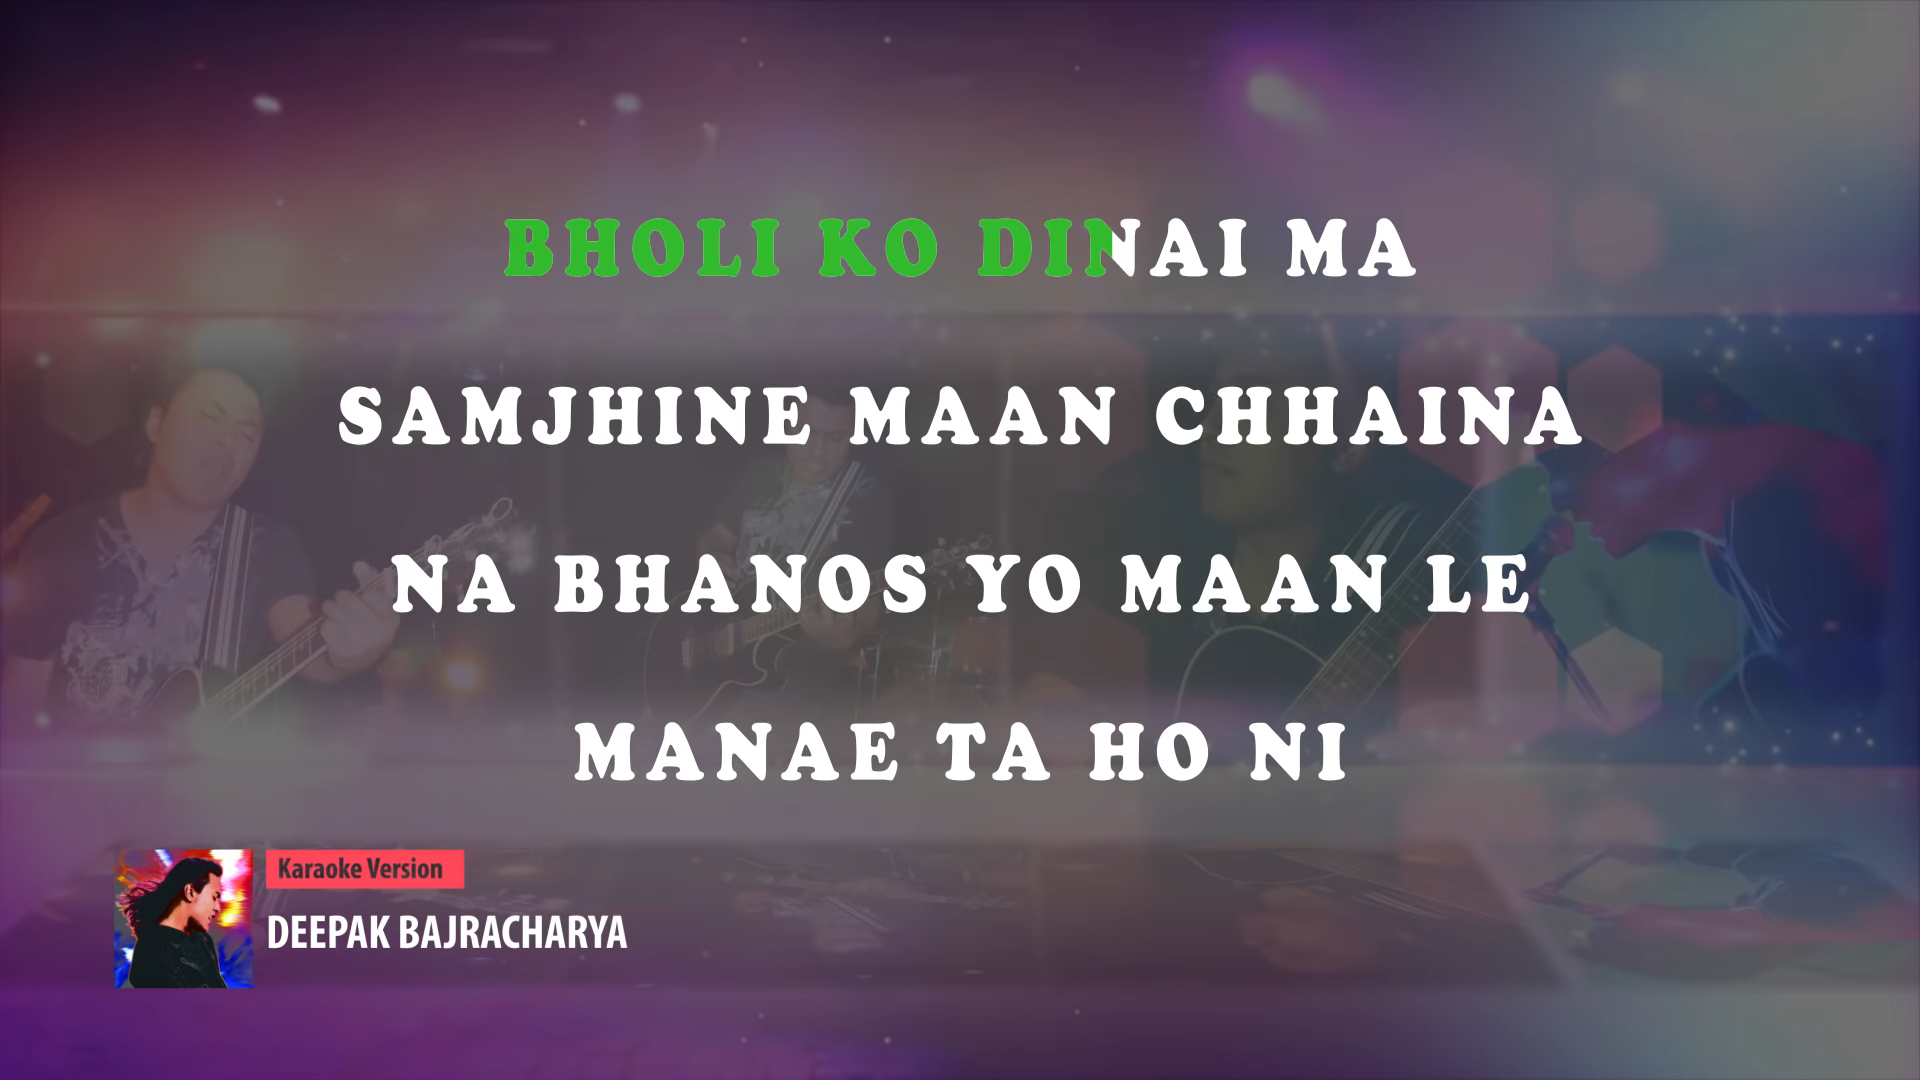 BHOLI KO DINAI MA
SAMJHINE MAAN CHHAINA
NA BHANOS YO MAAN LE
MANAE TA HO NI
Karaoke Version
DEEPAK BAJRACHARYA